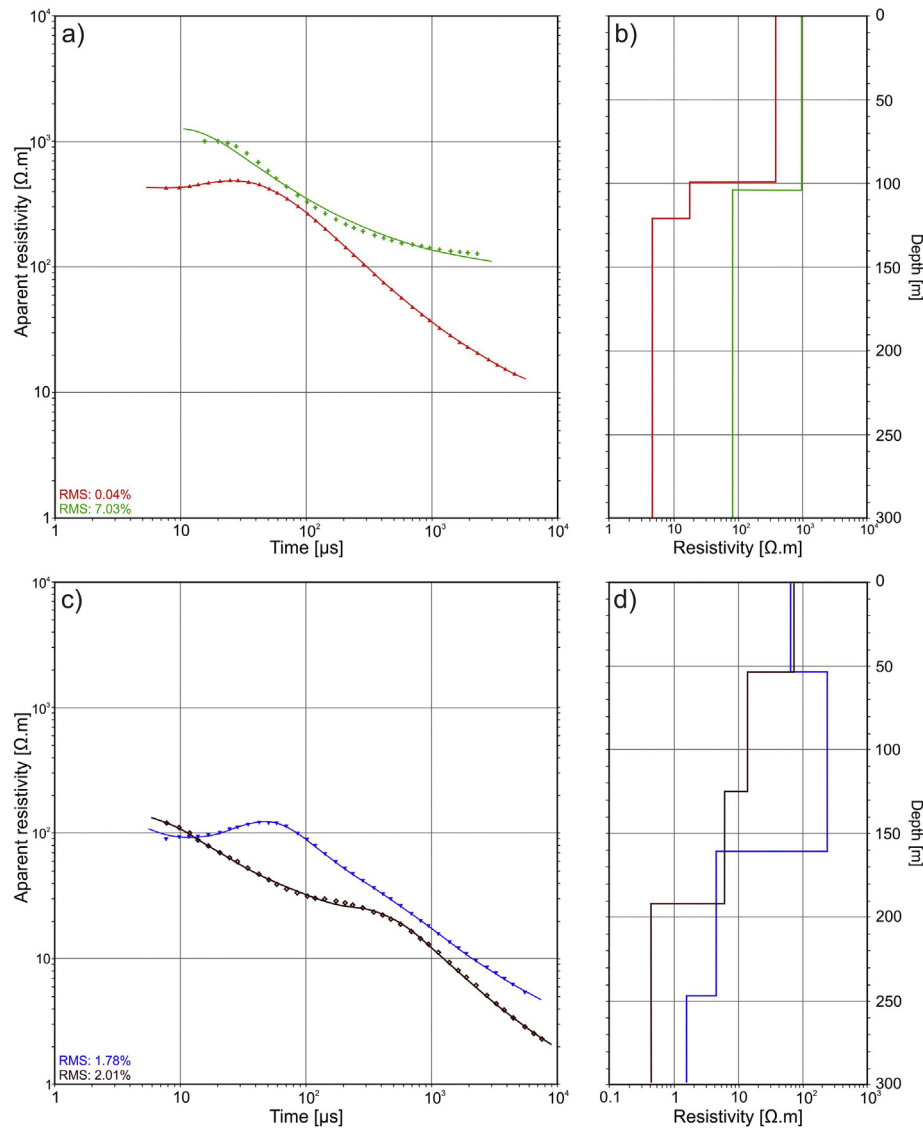 a)
10⁴
10³
10²
10
1
Apparent resistivity [Ω.m]
RMS: 0.04%
RMS: 7.03%
1 10 10² 10³ 10⁴
Time [µs]
b)
0
50
100
150
200
250
300
Depth [m]
1 10 10² 10³ 10⁴
Resistivity [Ω.m]
c)
10⁴
10³
10²
10
1
Apparent resistivity [Ω.m]
RMS: 1.78%
RMS: 2.01%
1 10 10² 10³ 10⁴
Time [µs]
d)
0
50
100
150
200
250
300
Depth [m]
0.1 1 10 10² 10³
Resistivity [Ω.m]